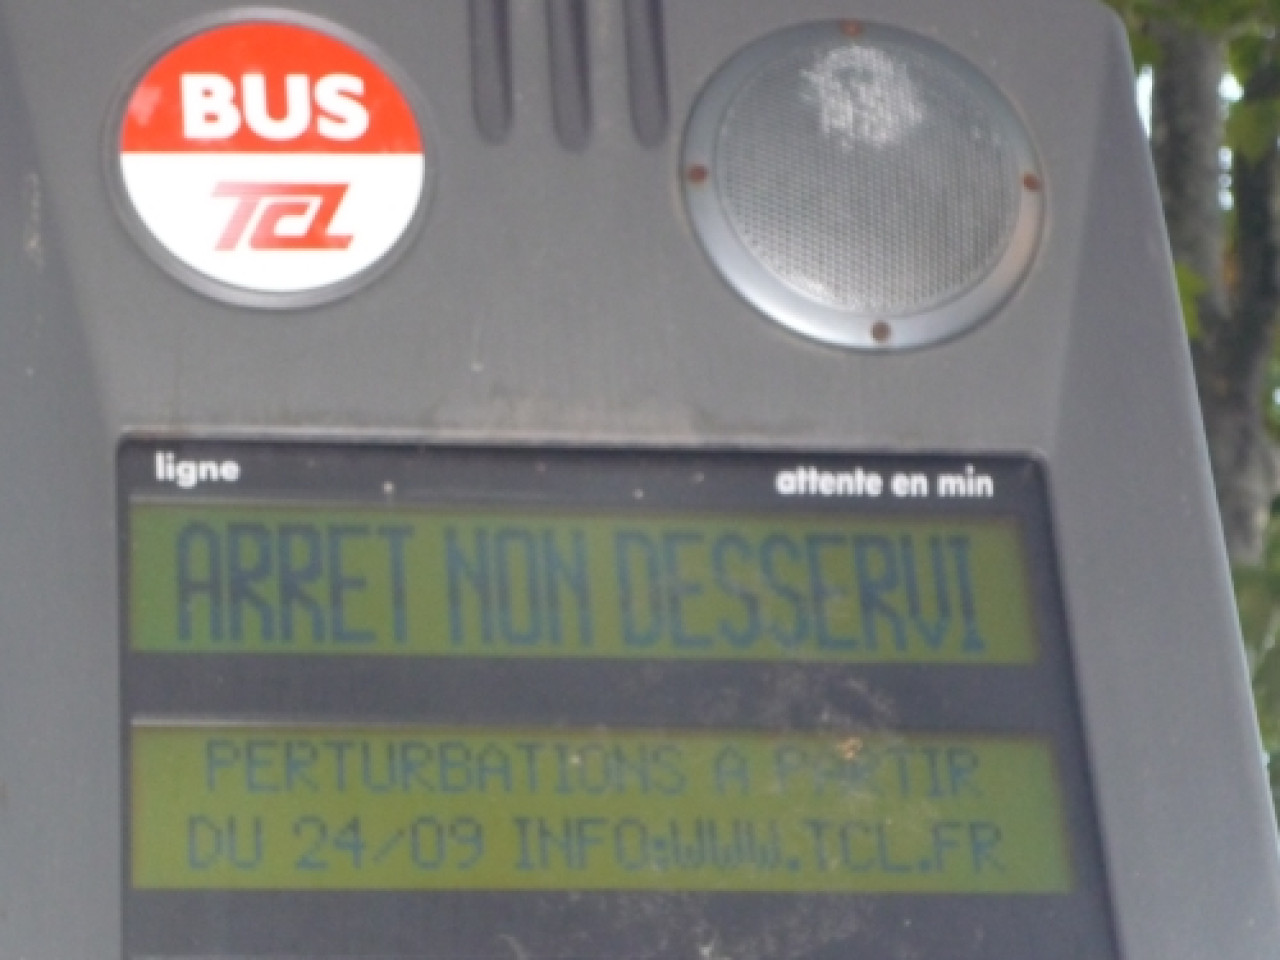 BUS
TCL
ligne
attente en min
ARRET NON DESSERVI
PERTURBATIONS A PARTIR
DU 24/09 INFO:WWW.TCL.FR